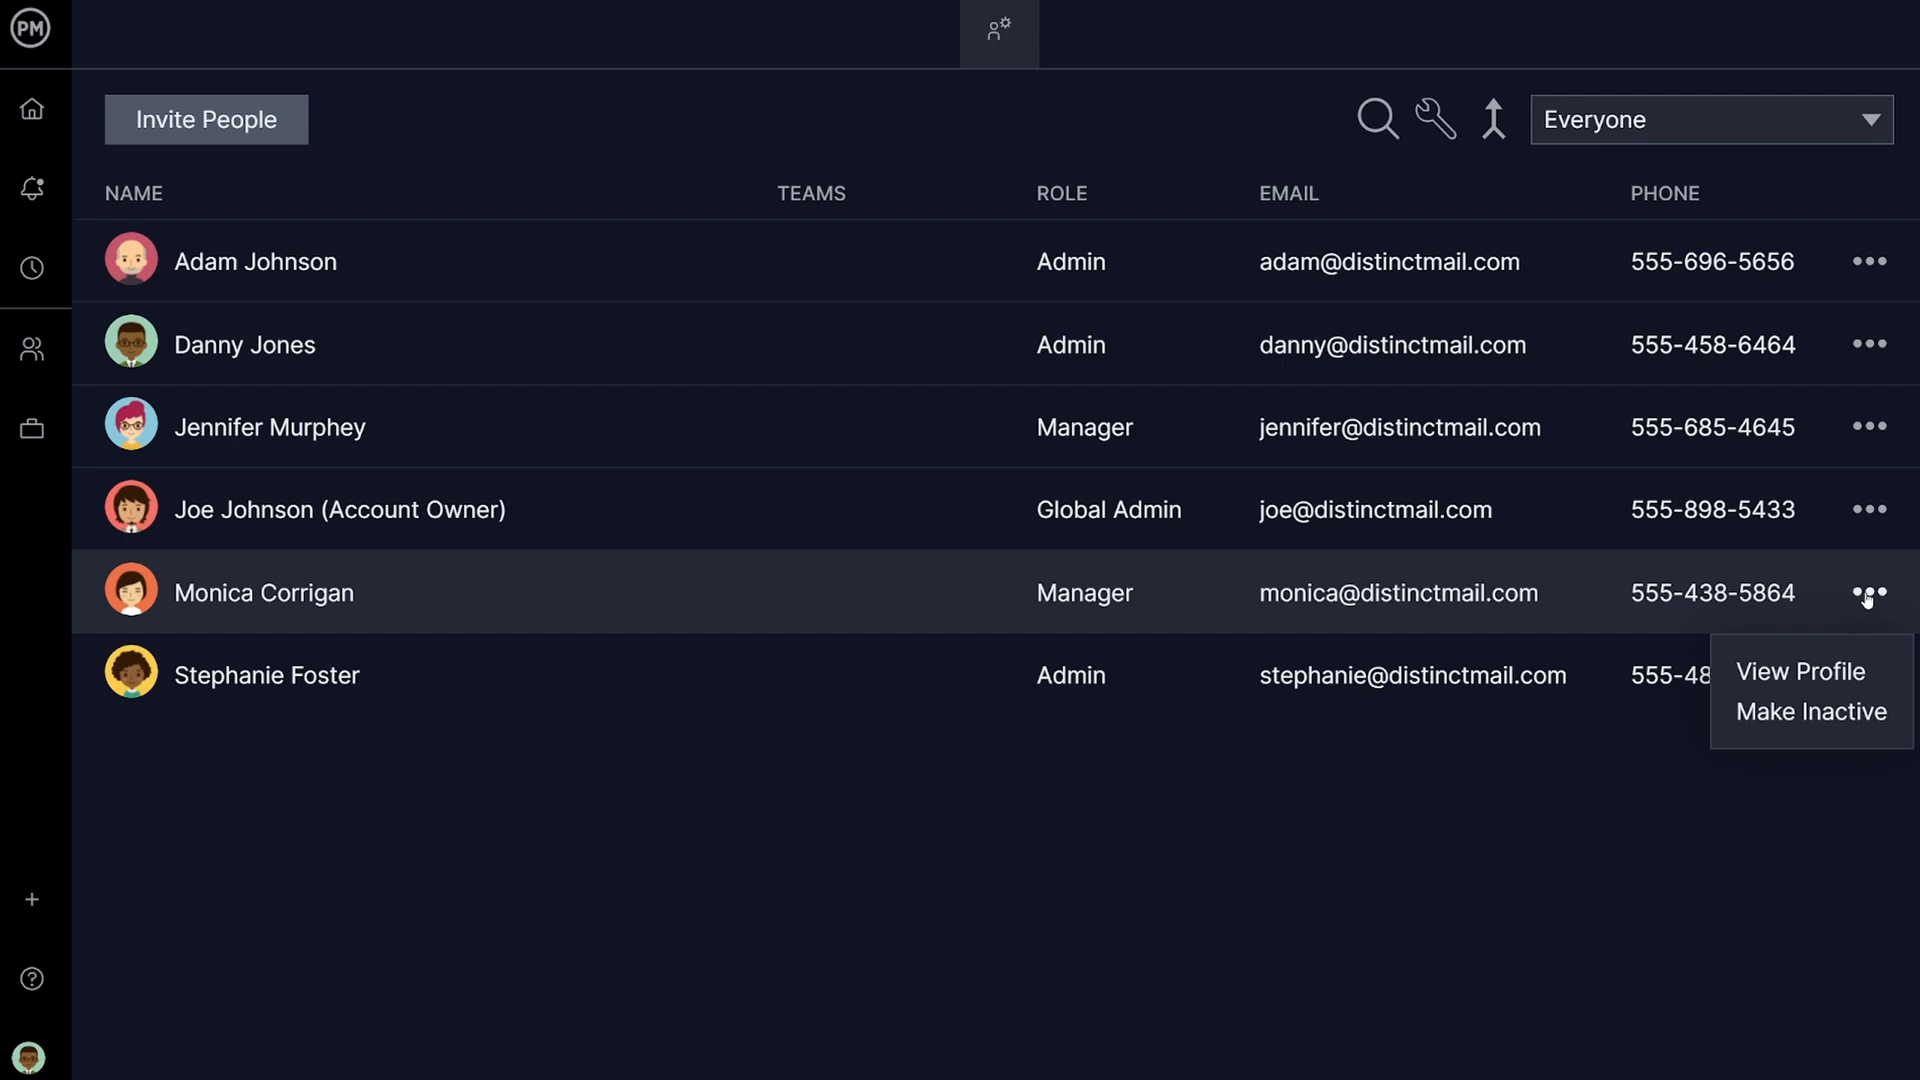 PM
Invite People
Everyone
NAME TEAMS ROLE EMAIL PHONE
Adam Johnson Admin adam@distinctmail.com 555-696-5656
Danny Jones Admin danny@distinctmail.com 555-458-6464
Jennifer Murphey Manager jennifer@distinctmail.com 555-685-4645
Joe Johnson (Account Owner) Global Admin joe@distinctmail.com 555-898-5433
Monica Corrigan Manager monica@distinctmail.com 555-438-5864
Stephanie Foster Admin stephanie@distinctmail.com 555-48
View Profile
Make Inactive